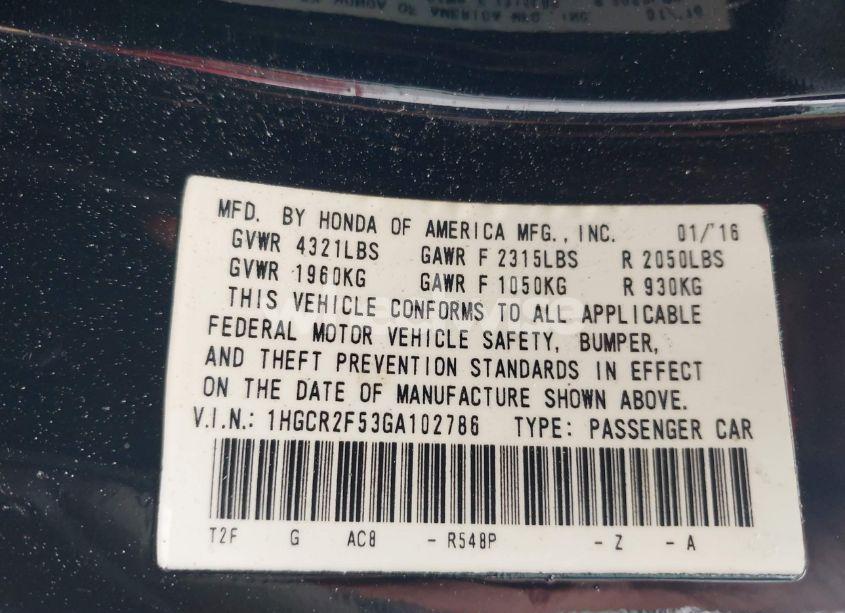 MFD. BY HONDA OF AMERICA MFG., INC. 01/16
GVWR 4321LBS GAWR F 2315LBS R 2050LBS
GVWR 1960KG GAWR F 1050KG R 930KG
THIS VEHICLE CONFORMS TO ALL APPLICABLE
FEDERAL MOTOR VEHICLE SAFETY, BUMPER,
AND THEFT PREVENTION STANDARDS IN EFFECT
ON THE DATE OF MANUFACTURE SHOWN ABOVE.
V.I.N.: 1HGCR2F53GA102786 TYPE: PASSENGER CAR
T2F G AC8 - R548P - Z - A